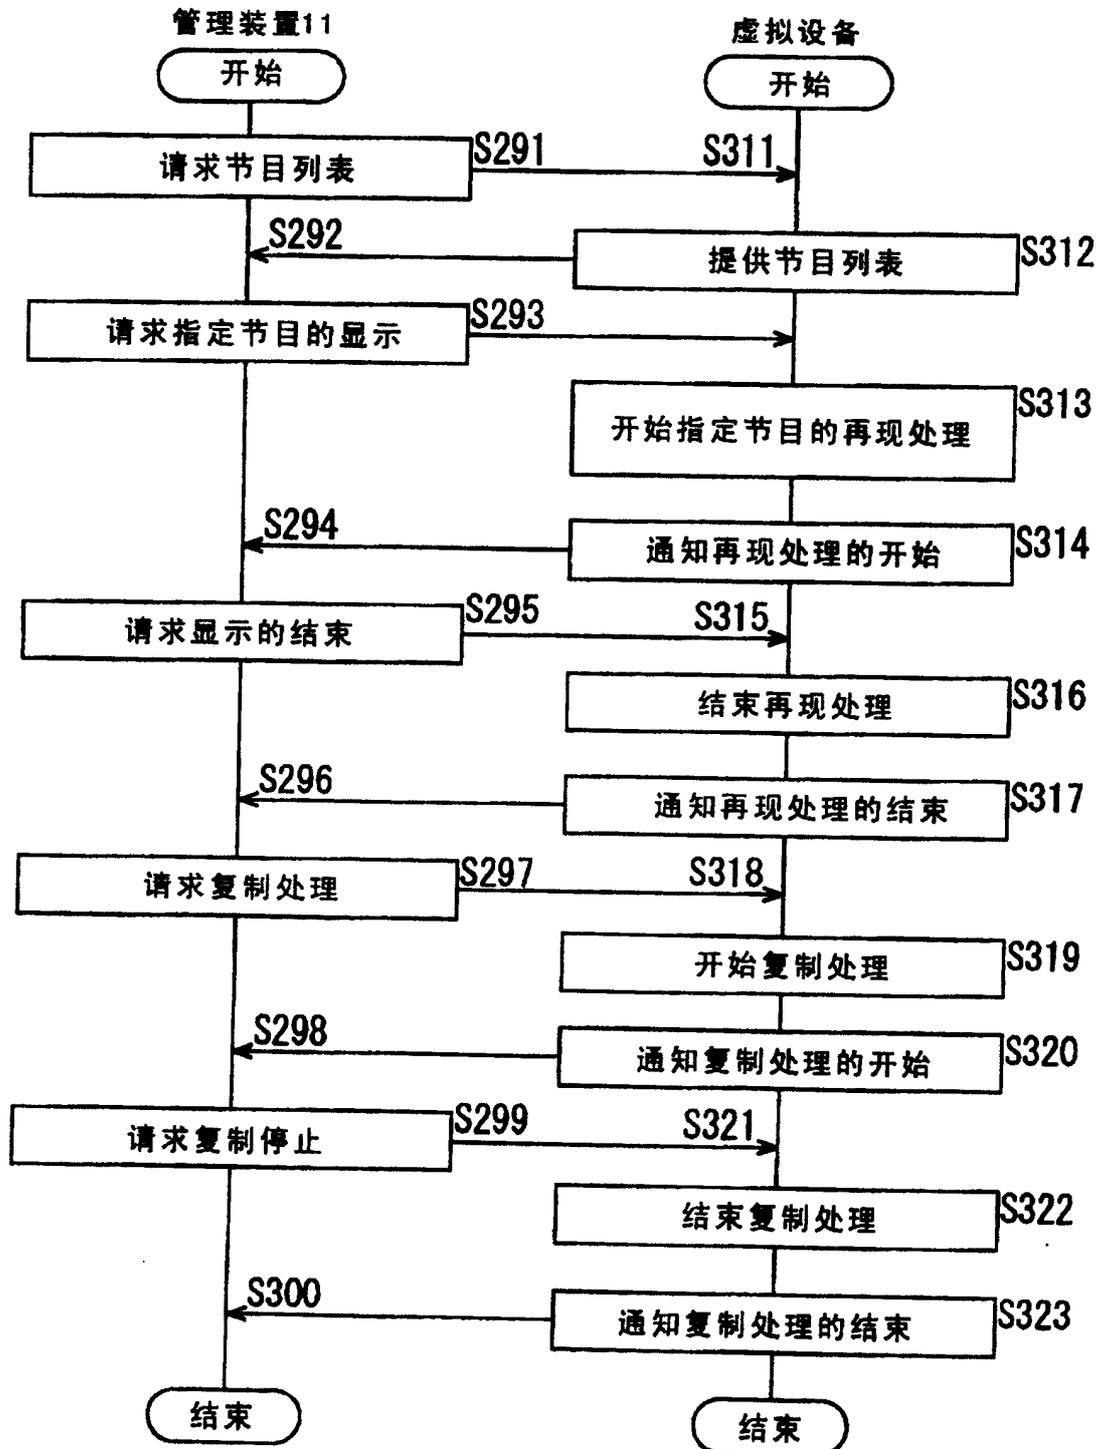 管理装置11
虚拟设备
开始
开始
请求节目列表
S291
S311
S292
提供节目列表
S312
请求指定节目的显示
S293
开始指定节目的再现处理
S313
S294
通知再现处理的开始
S314
请求显示的结束
S295
S315
结束再现处理
S316
S296
通知再现处理的结束
S317
请求复制处理
S297
S318
开始复制处理
S319
S298
通知复制处理的开始
S320
请求复制停止
S299
S321
结束复制处理
S322
S300
通知复制处理的结束
S323
结束
结束